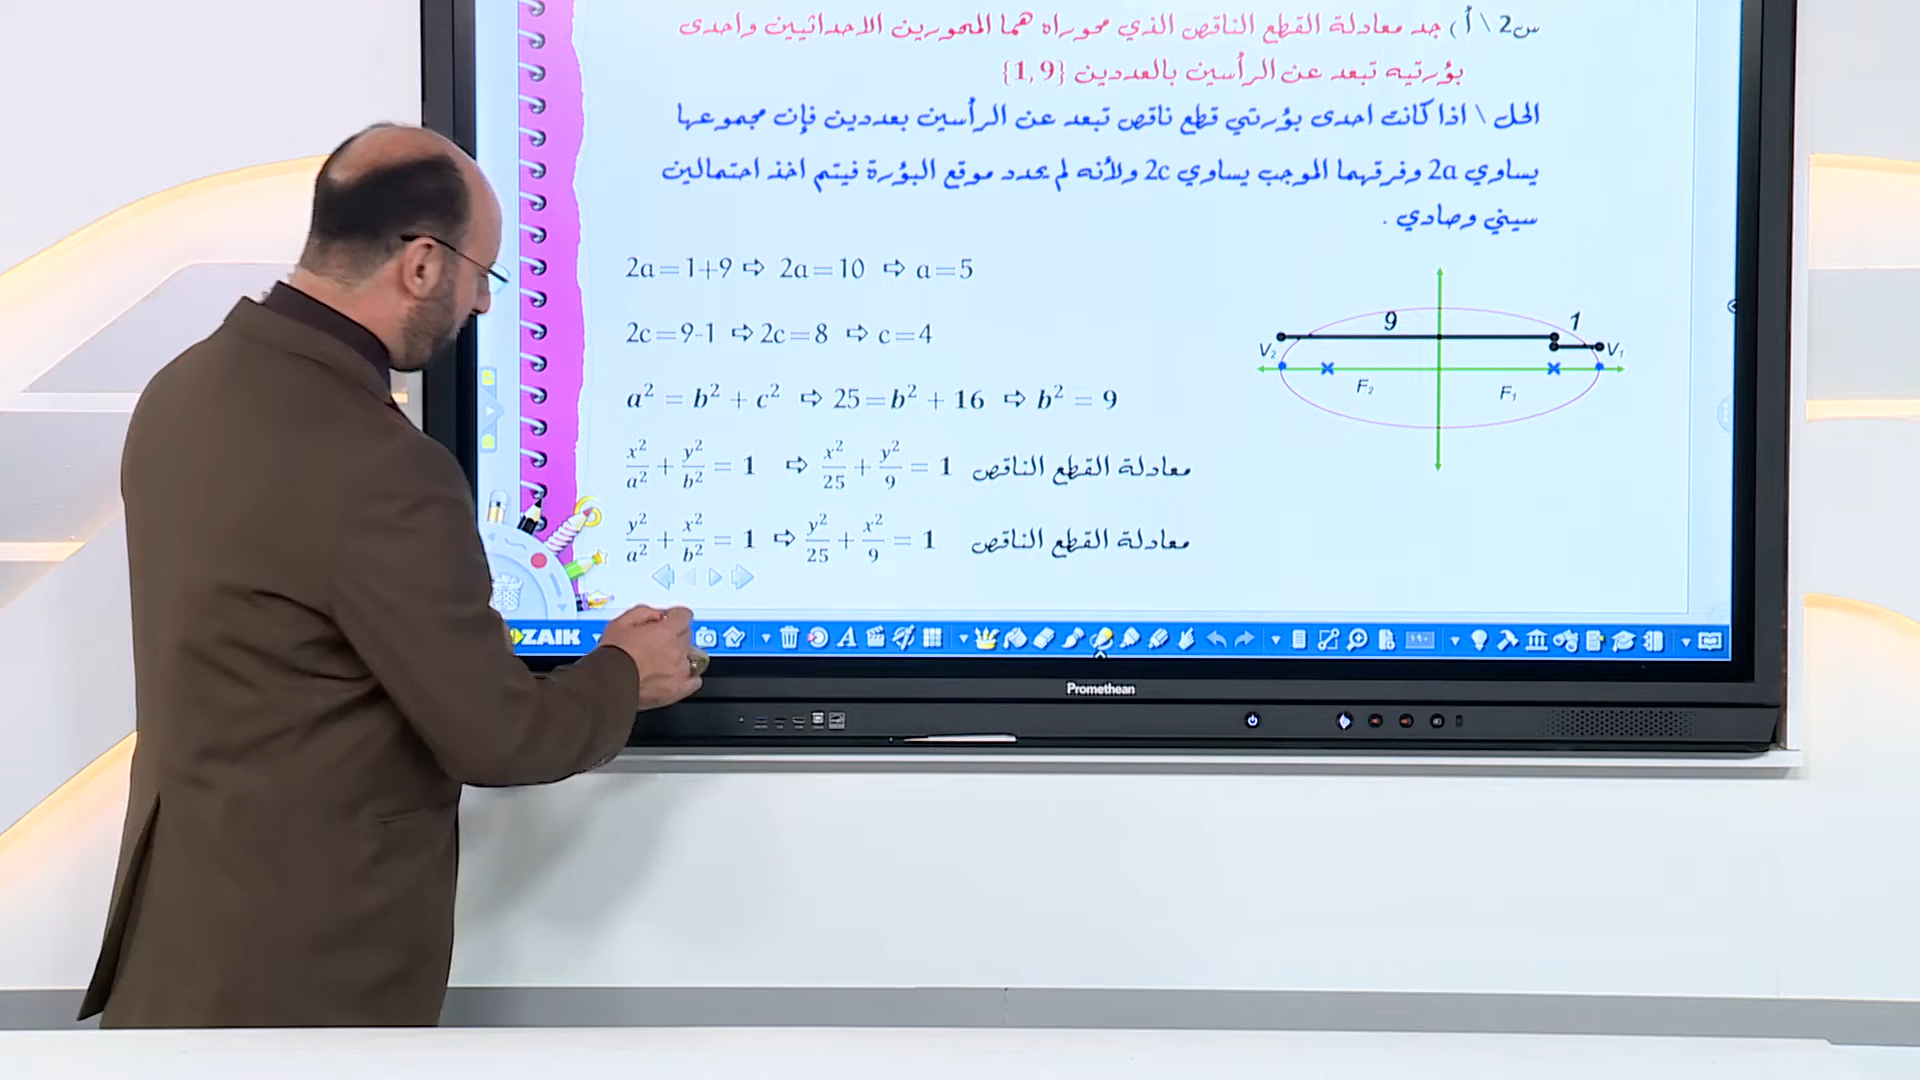 س2 \ أ ) جد معادلة القطع الناقص الذي محوراه هما المحورين الاحداثيين واحدى
بؤرتيه تبعد عن الرأسين بالعددين {1,9}
الحل \ اذا كانت احدى بؤرتي قطع ناقص تبعد عن الرأسين بعددين فإن مجموعها
يساوي 2a وفرقهما الموجب يساوي 2c ولأنه لم يحدد موقع البؤرة فيتم اخذ احتمالين
سيني وصادي .
2a=1+9 ⇨ 2a=10 ⇨ a=5
2c=9-1 ⇨ 2c=8 ⇨ c=4
a² = b² + c² ⇨ 25=b² + 16 ⇨ b² = 9
x²/a² + y²/b² = 1 ⇨ x²/25 + y²/9 = 1 معادلة القطع الناقص
y²/a² + x²/b² = 1 ⇨ y²/25 + x²/9 = 1 معادلة القطع الناقص
9 1
V₂ V₁
F₂ F₁
ZAIK
A ١٩٠
Promethean